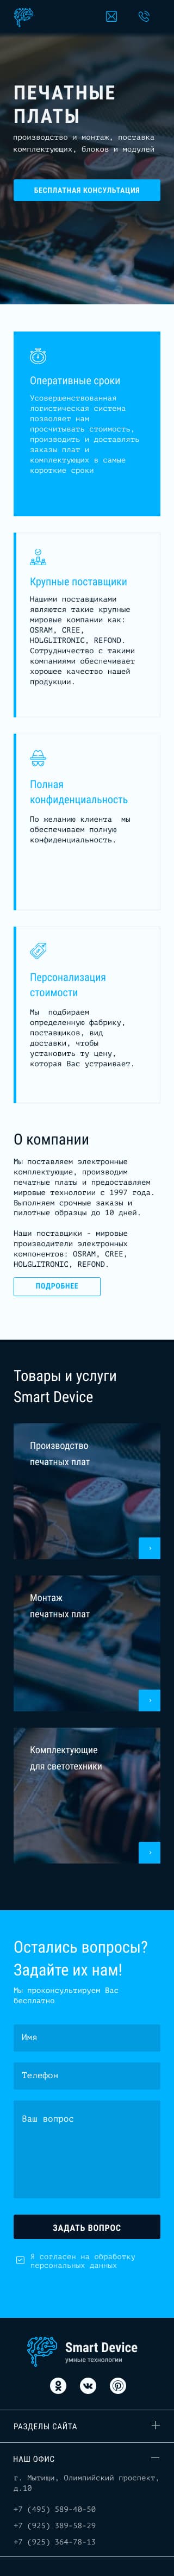 ПЕЧАТНЫЕ
ПЛАТЫ
производство и монтаж, поставка
комплектующих, блоков и модулей
БЕСПЛАТНАЯ КОНСУЛЬТАЦИЯ
Оперативные сроки
Усовершенствованная
логистическая система
позволяет нам
просчитывать стоимость,
производить и доставлять
заказы плат и
комплектующих в самые
короткие сроки
Крупные поставщики
Нашими поставщиками
являются такие крупные
мировые компании как:
OSRAM, CREE,
HOLGLITRONIC, REFOND.
Сотрудничество с такими
компаниями обеспечивает
хорошее качество нашей
продукции.
Полная
конфиденциальность
По желанию клиента мы
обеспечиваем полную
конфиденциальность.
Персонализация
стоимости
Мы подбираем
определенную фабрику,
поставщиков, вид
доставки, чтобы
установить ту цену,
которая Вас устраивает.
О компании
Мы поставляем электронные
комплектующие, производим
печатные платы и предоставляем
мировые технологии с 1997 года.
Выполняем срочные заказы и
пилотные образцы до 10 дней.
Наши поставщики - мировые
производители электронных
компонентов: OSRAM, CREE,
HOLGLITRONIC, REFOND.
ПОДРОБНЕЕ
Товары и услуги
Smart Device
Производство
печатных плат
Монтаж
печатных плат
Комплектующие
для светотехники
Остались вопросы?
Задайте их нам!
Мы проконсультируем Вас
бесплатно
Имя
Телефон
Ваш вопрос
ЗАДАТЬ ВОПРОС
Я согласен на обработку
персональных данных
Smart Device
умные технологии
РАЗДЕЛЫ САЙТА
НАШ ОФИС
г. Мытищи, Олимпийский проспект,
д.10
+7 (495) 589-40-50
+7 (925) 389-58-29
+7 (925) 364-78-13